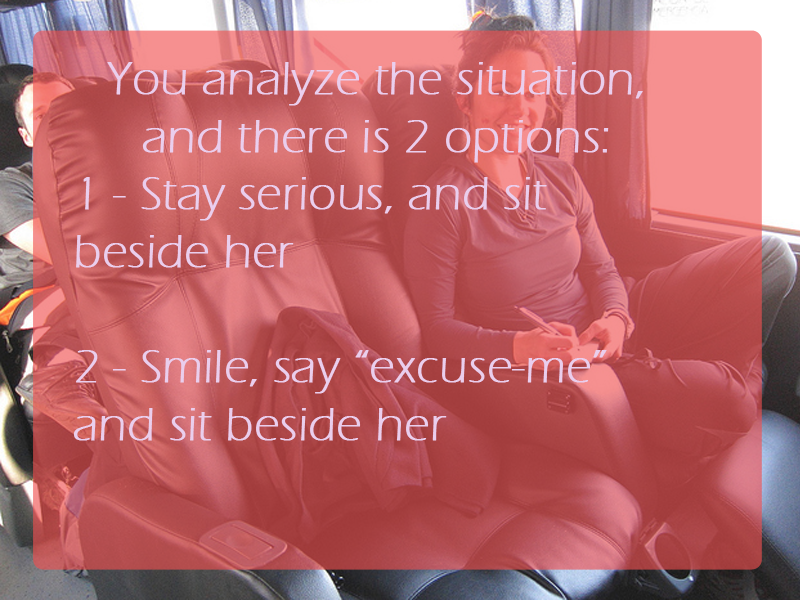 You analyze the situation,
and there is 2 options:
1 - Stay serious, and sit
beside her
2 - Smile, say “excuse-me”
and sit beside her